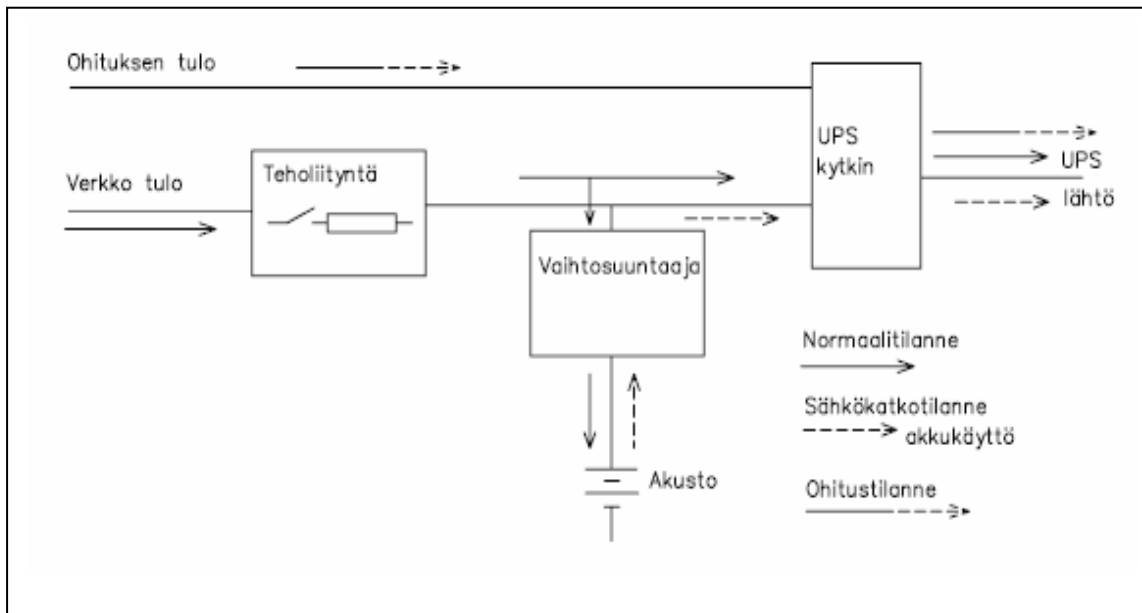 Ohituksen tulo
Verkko tulo
Teholiityntä
UPS
kytkin
UPS
lähtö
Vaihtosuuntaaja
Akusto
Normaalitilanne
Sähkökatkotilanne
akkukäyttö
Ohitustilanne